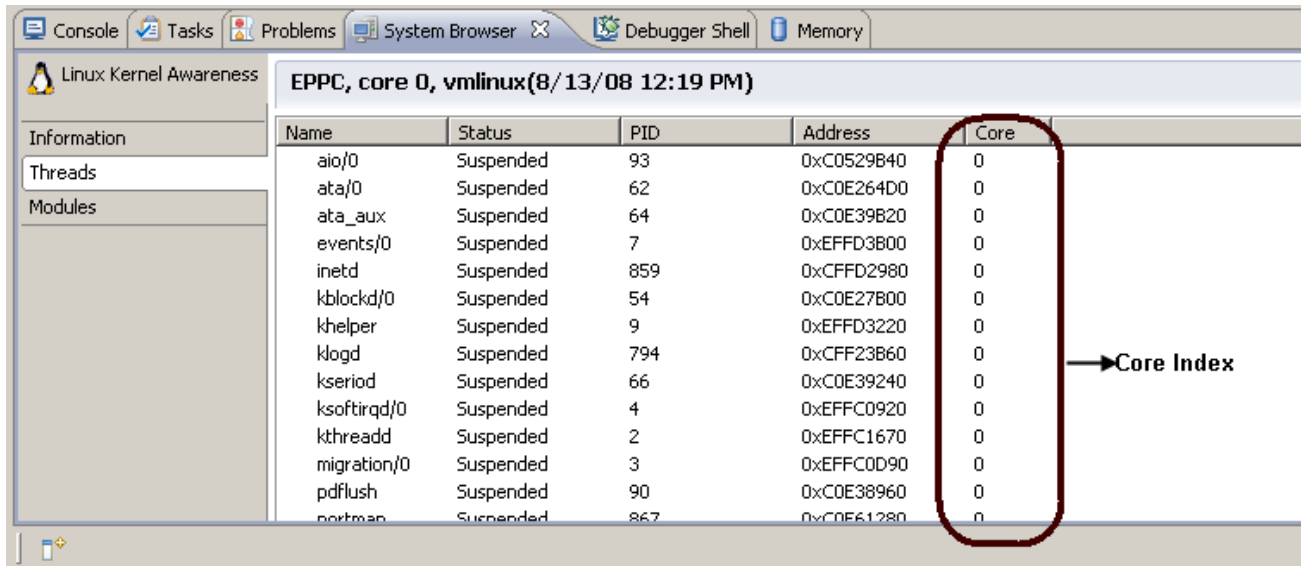 Console Tasks Problems System Browser Debugger Shell Memory
Linux Kernel Awareness
EPPC, core 0, vmlinux(8/13/08 12:19 PM)
Information
Threads
Modules
Name Status PID Address Core
aio/0 Suspended 93 0xC0529B40 0
ata/0 Suspended 62 0xC0E264D0 0
ata_aux Suspended 64 0xC0E39B20 0
events/0 Suspended 7 0xEFFD3B00 0
inetd Suspended 859 0xCFFD2980 0
kblockd/0 Suspended 54 0xC0E27B00 0
khelper Suspended 9 0xEFFD3220 0
klogd Suspended 794 0xCFF23B60 0
kseriod Suspended 66 0xC0E39240 0
ksoftirqd/0 Suspended 4 0xEFFC0920 0
kthreadd Suspended 2 0xEFFC1670 0
migration/0 Suspended 3 0xEFFC0D90 0
pdflush Suspended 90 0xC0E38960 0
portmap Suspended 867 0xC0E61280 0
Core Index